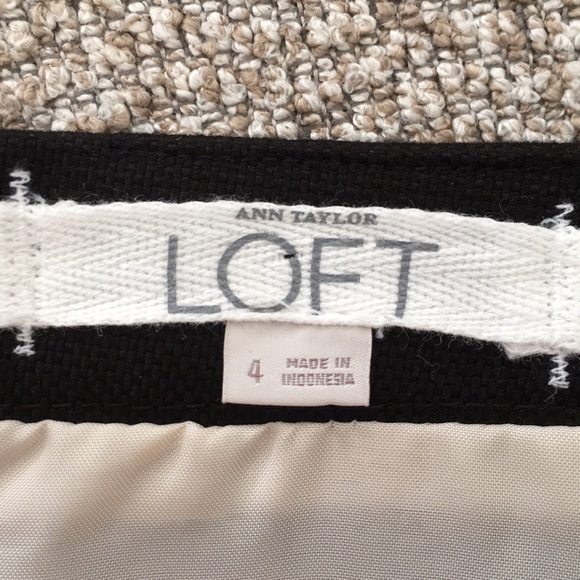 ANN TAYLOR
LOFT
4
MADE IN
INDONESIA